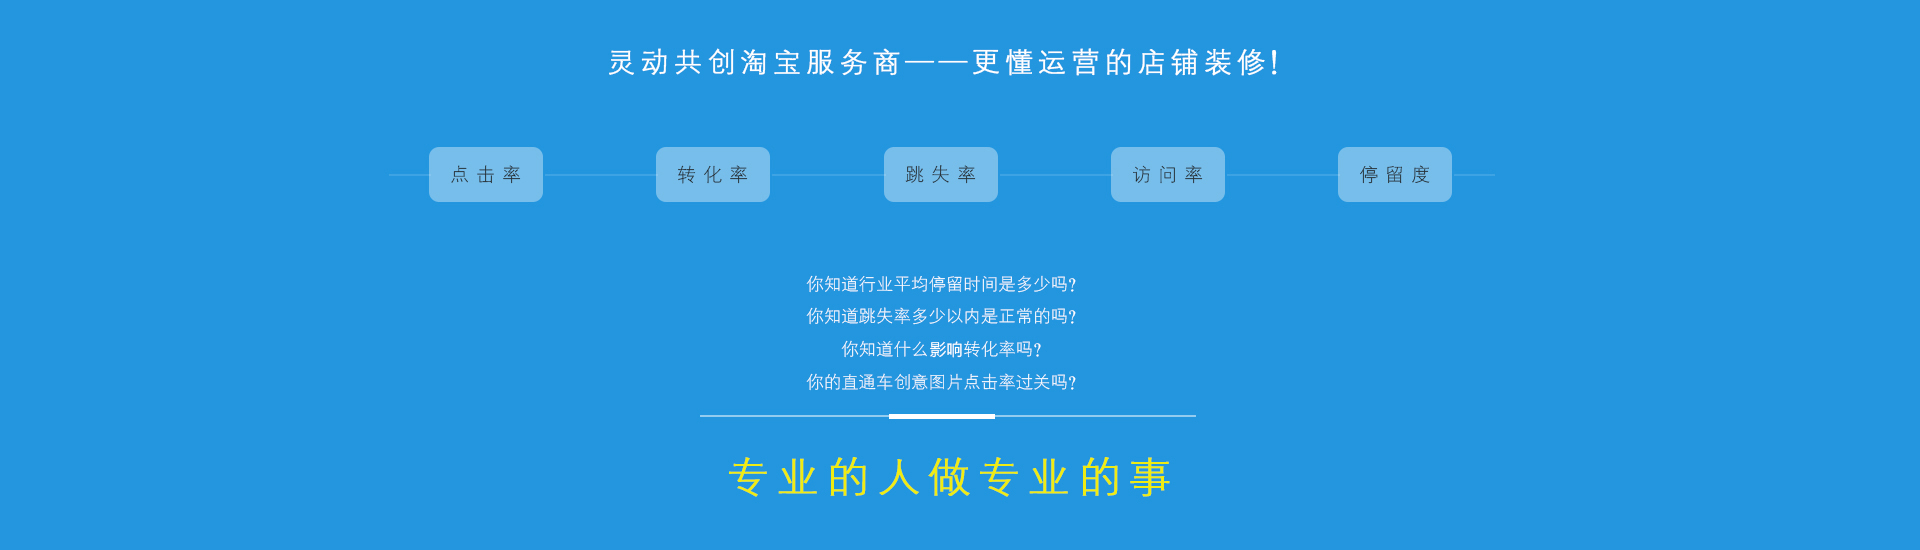 灵动共创淘宝服务商——更懂运营的店铺装修!
点击率 转化率 跳失率 访问率 停留度
你知道行业平均停留时间是多少吗?
你知道跳失率多少以内是正常的吗?
你知道什么影响转化率吗?
你的直通车创意图片点击率过关吗?
专业的人做专业的事